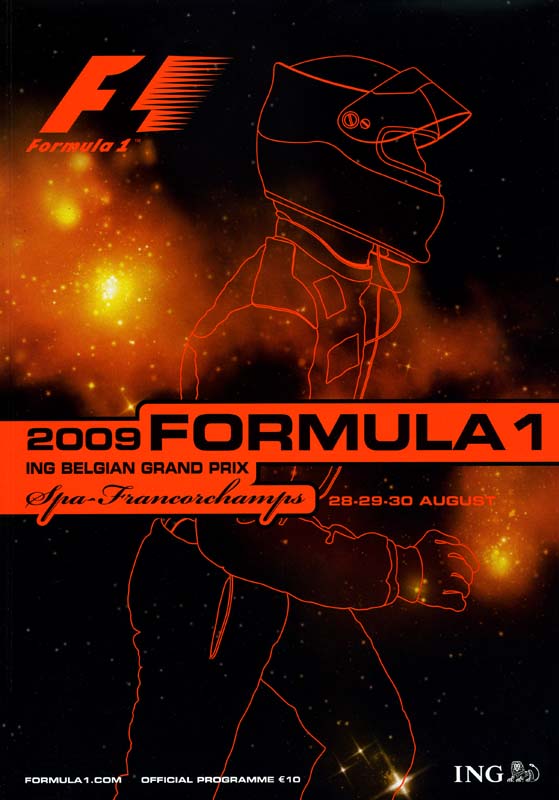 F1
Formula 1™
2009 FORMULA 1
ING BELGIAN GRAND PRIX
Spa-Francorchamps
28-29-30 AUGUST
FORMULA1.COM OFFICIAL PROGRAMME €10
ING